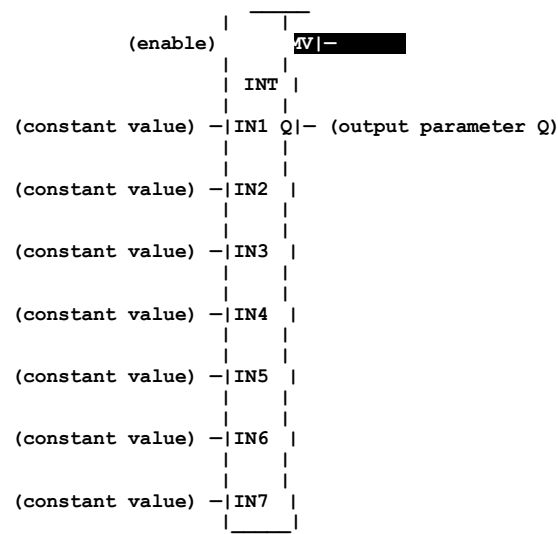 (enable) MV
INT
(constant value) IN1 Q (output parameter Q)
(constant value) IN2
(constant value) IN3
(constant value) IN4
(constant value) IN5
(constant value) IN6
(constant value) IN7